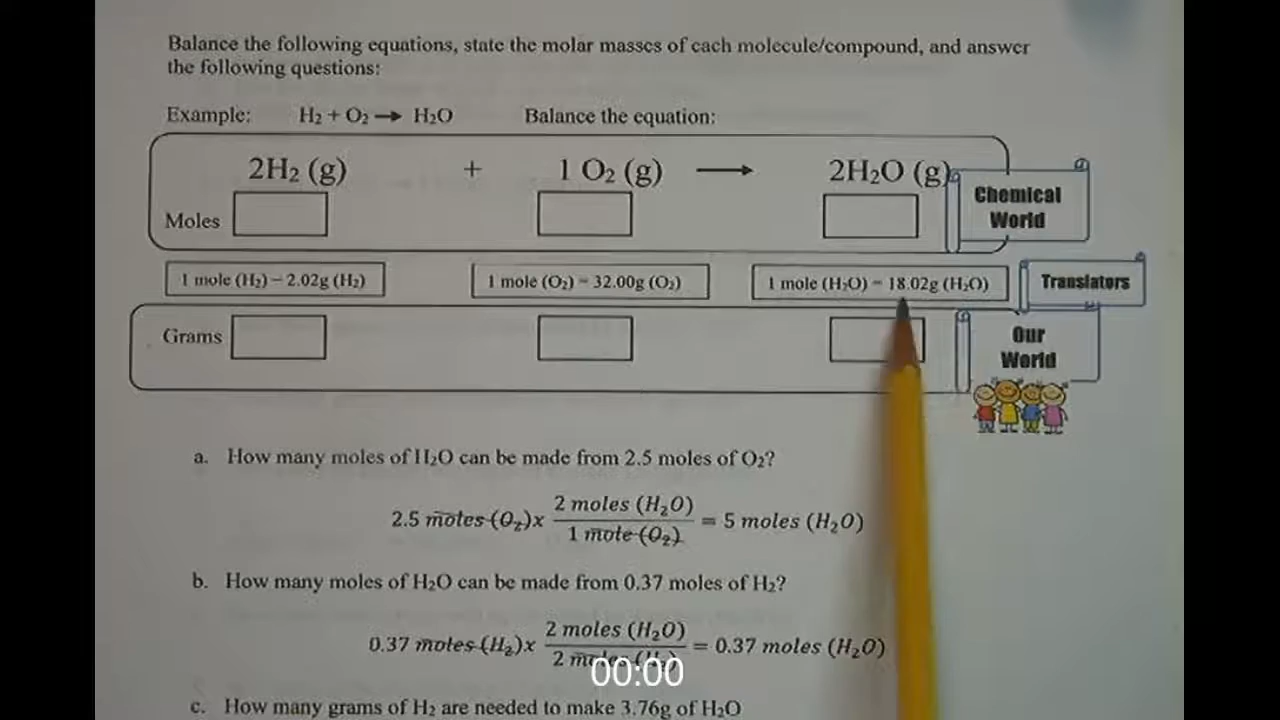 Balance the following equations, state the molar masses of each molecule/compound, and answer
the following questions:
Example: H₂ + O₂ → H₂O Balance the equation:
2H₂ (g) + 1 O₂ (g) → 2H₂O (g)
Chemical
World
Moles
1 mole (H₂) = 2.02g (H₂) 1 mole (O₂) = 32.00g (O₂) 1 mole (H₂O) = 18.02g (H₂O) Translators
Grams
Our
World
a. How many moles of H₂O can be made from 2.5 moles of O₂?
2.5 moles (O₂)x 2 moles (H₂O) / 1 mole (O₂) = 5 moles (H₂O)
b. How many moles of H₂O can be made from 0.37 moles of H₂?
0.37 moles (H₂)x 2 moles (H₂O) / 2 moles (H₂) = 0.37 moles (H₂O)
00:00
c. How many grams of H₂ are needed to make 3.76g of H₂O